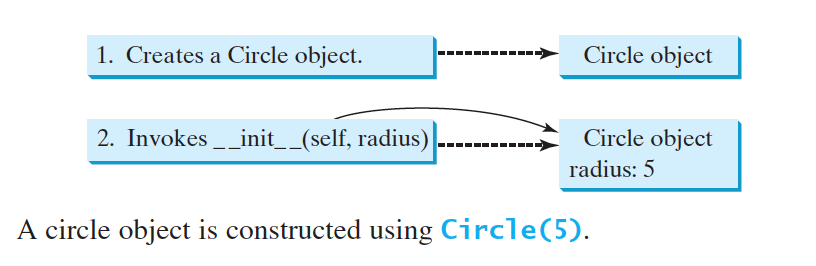 1. Creates a Circle object.
Circle object
2. Invokes __init__(self, radius)
Circle object
radius: 5
A circle object is constructed using Circle(5).